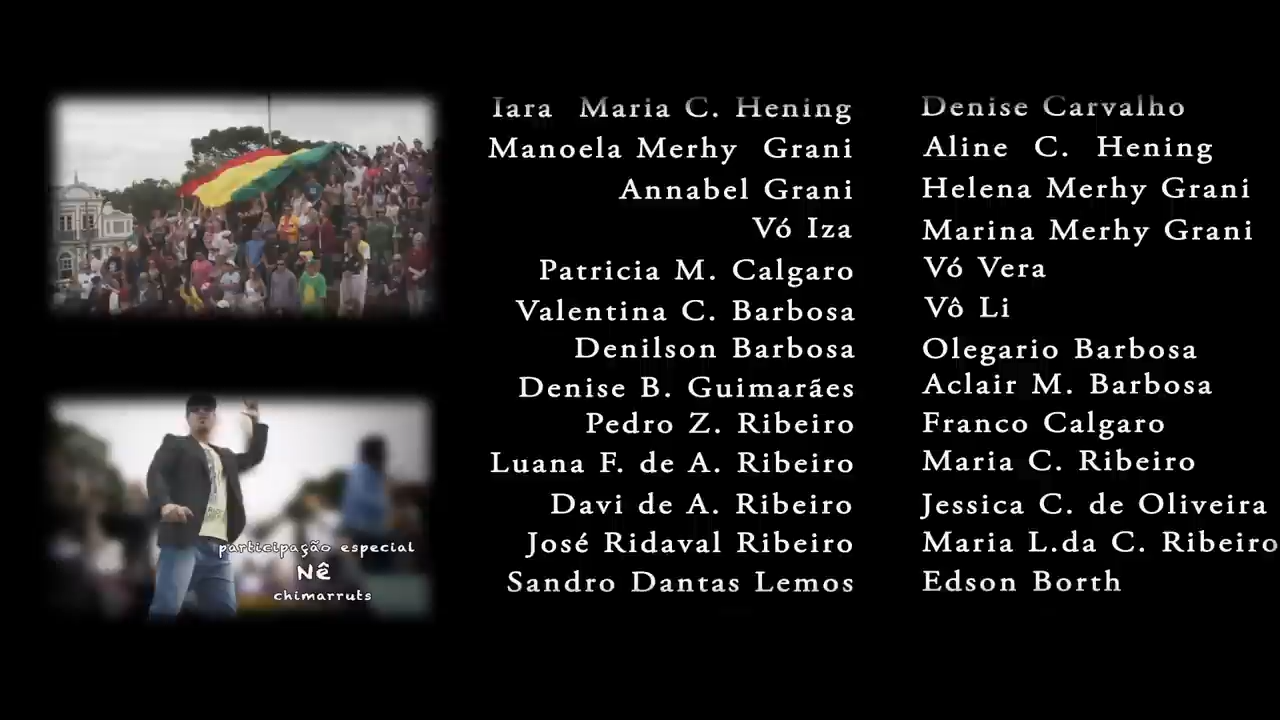 Iara Maria C. Hening
Manoela Merhy Grani
Annabel Grani
Vó Iza
Patricia M. Calgaro
Valentina C. Barbosa
Denilson Barbosa
Denise B. Guimarães
Pedro Z. Ribeiro
Luana F. de A. Ribeiro
Davi de A. Ribeiro
José Ridaval Ribeiro
Sandro Dantas Lemos
Denise Carvalho
Aline C. Hening
Helena Merhy Grani
Marina Merhy Grani
Vó Vera
Vô Li
Olegario Barbosa
Aclair M. Barbosa
Franco Calgaro
Maria C. Ribeiro
Jessica C. de Oliveira
Maria L.da C. Ribeiro
Edson Borth
participação especial
Nê
chimarruts